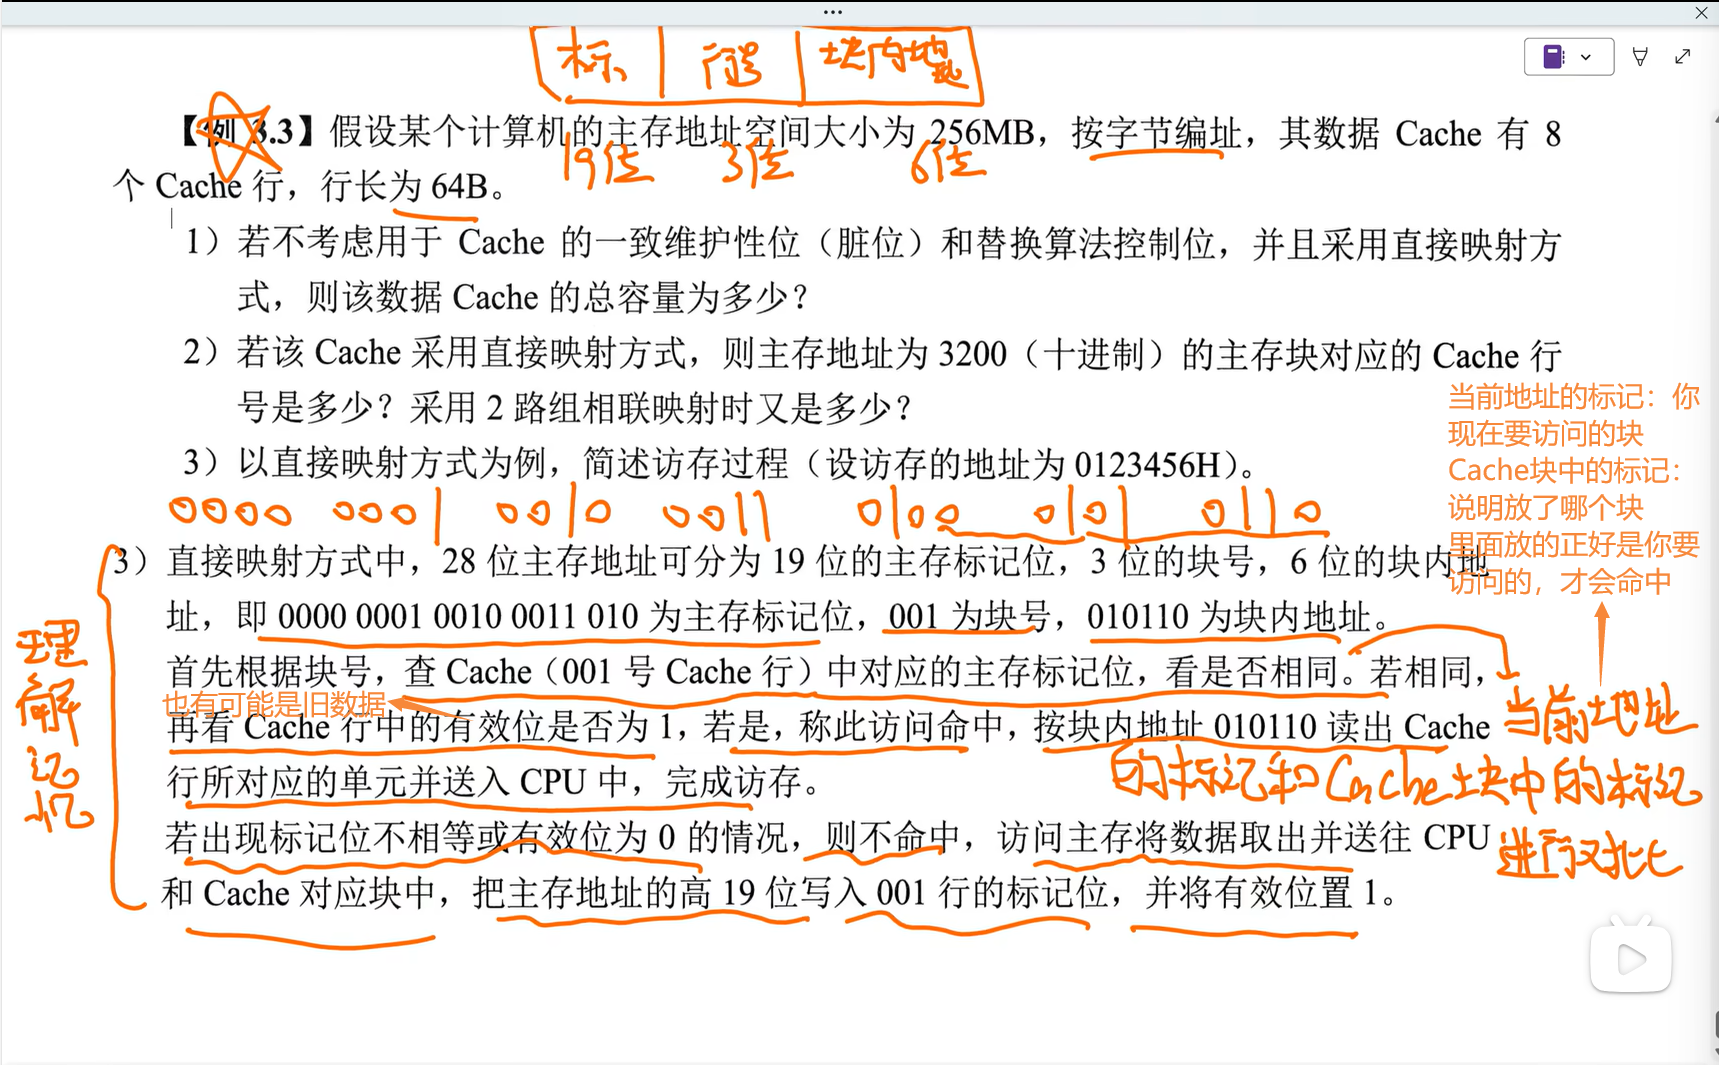 标 行号 块内地址
【例 3.3】假设某个计算机的主存地址空间大小为 256MB，按字节编址，其数据 Cache 有 8
19位 3位 6位
个 Cache 行，行长为 64B。
1）若不考虑用于 Cache 的一致维护性位（脏位）和替换算法控制位，并且采用直接映射方
式，则该数据 Cache 的总容量为多少？
2）若该 Cache 采用直接映射方式，则主存地址为 3200（十进制）的主存块对应的 Cache 行
号是多少？采用 2 路组相联映射时又是多少？
当前地址的标记：你
现在要访问的块
Cache块中的标记：
说明放了哪个块
里面放的正好是你要
访问的，才会命中
3）以直接映射方式为例，简述访存过程（设访存的地址为 0123456H）。
0000 0001 0010 0011 0100 0101 0110
3）直接映射方式中，28 位主存地址可分为 19 位的主存标记位，3 位的块号，6 位的块内地
址，即 0000 0001 0010 0011 010 为主存标记位，001 为块号，010110 为块内地址。
首先根据块号，查 Cache（001 号 Cache 行）中对应的主存标记位，看是否相同。若相同，
也有可能是旧数据
再看 Cache 行中的有效位是否为 1，若是，称此访问命中，按块内地址 010110 读出 Cache
行所对应的单元并送入 CPU 中，完成访存。
若出现标记位不相等或有效位为 0 的情况，则不命中，访问主存将数据取出并送往 CPU
和 Cache 对应块中，把主存地址的高 19 位写入 001 行的标记位，并将有效位置 1。
理解记忆
当前地址
的标记和Cache块中的标记
进行对比